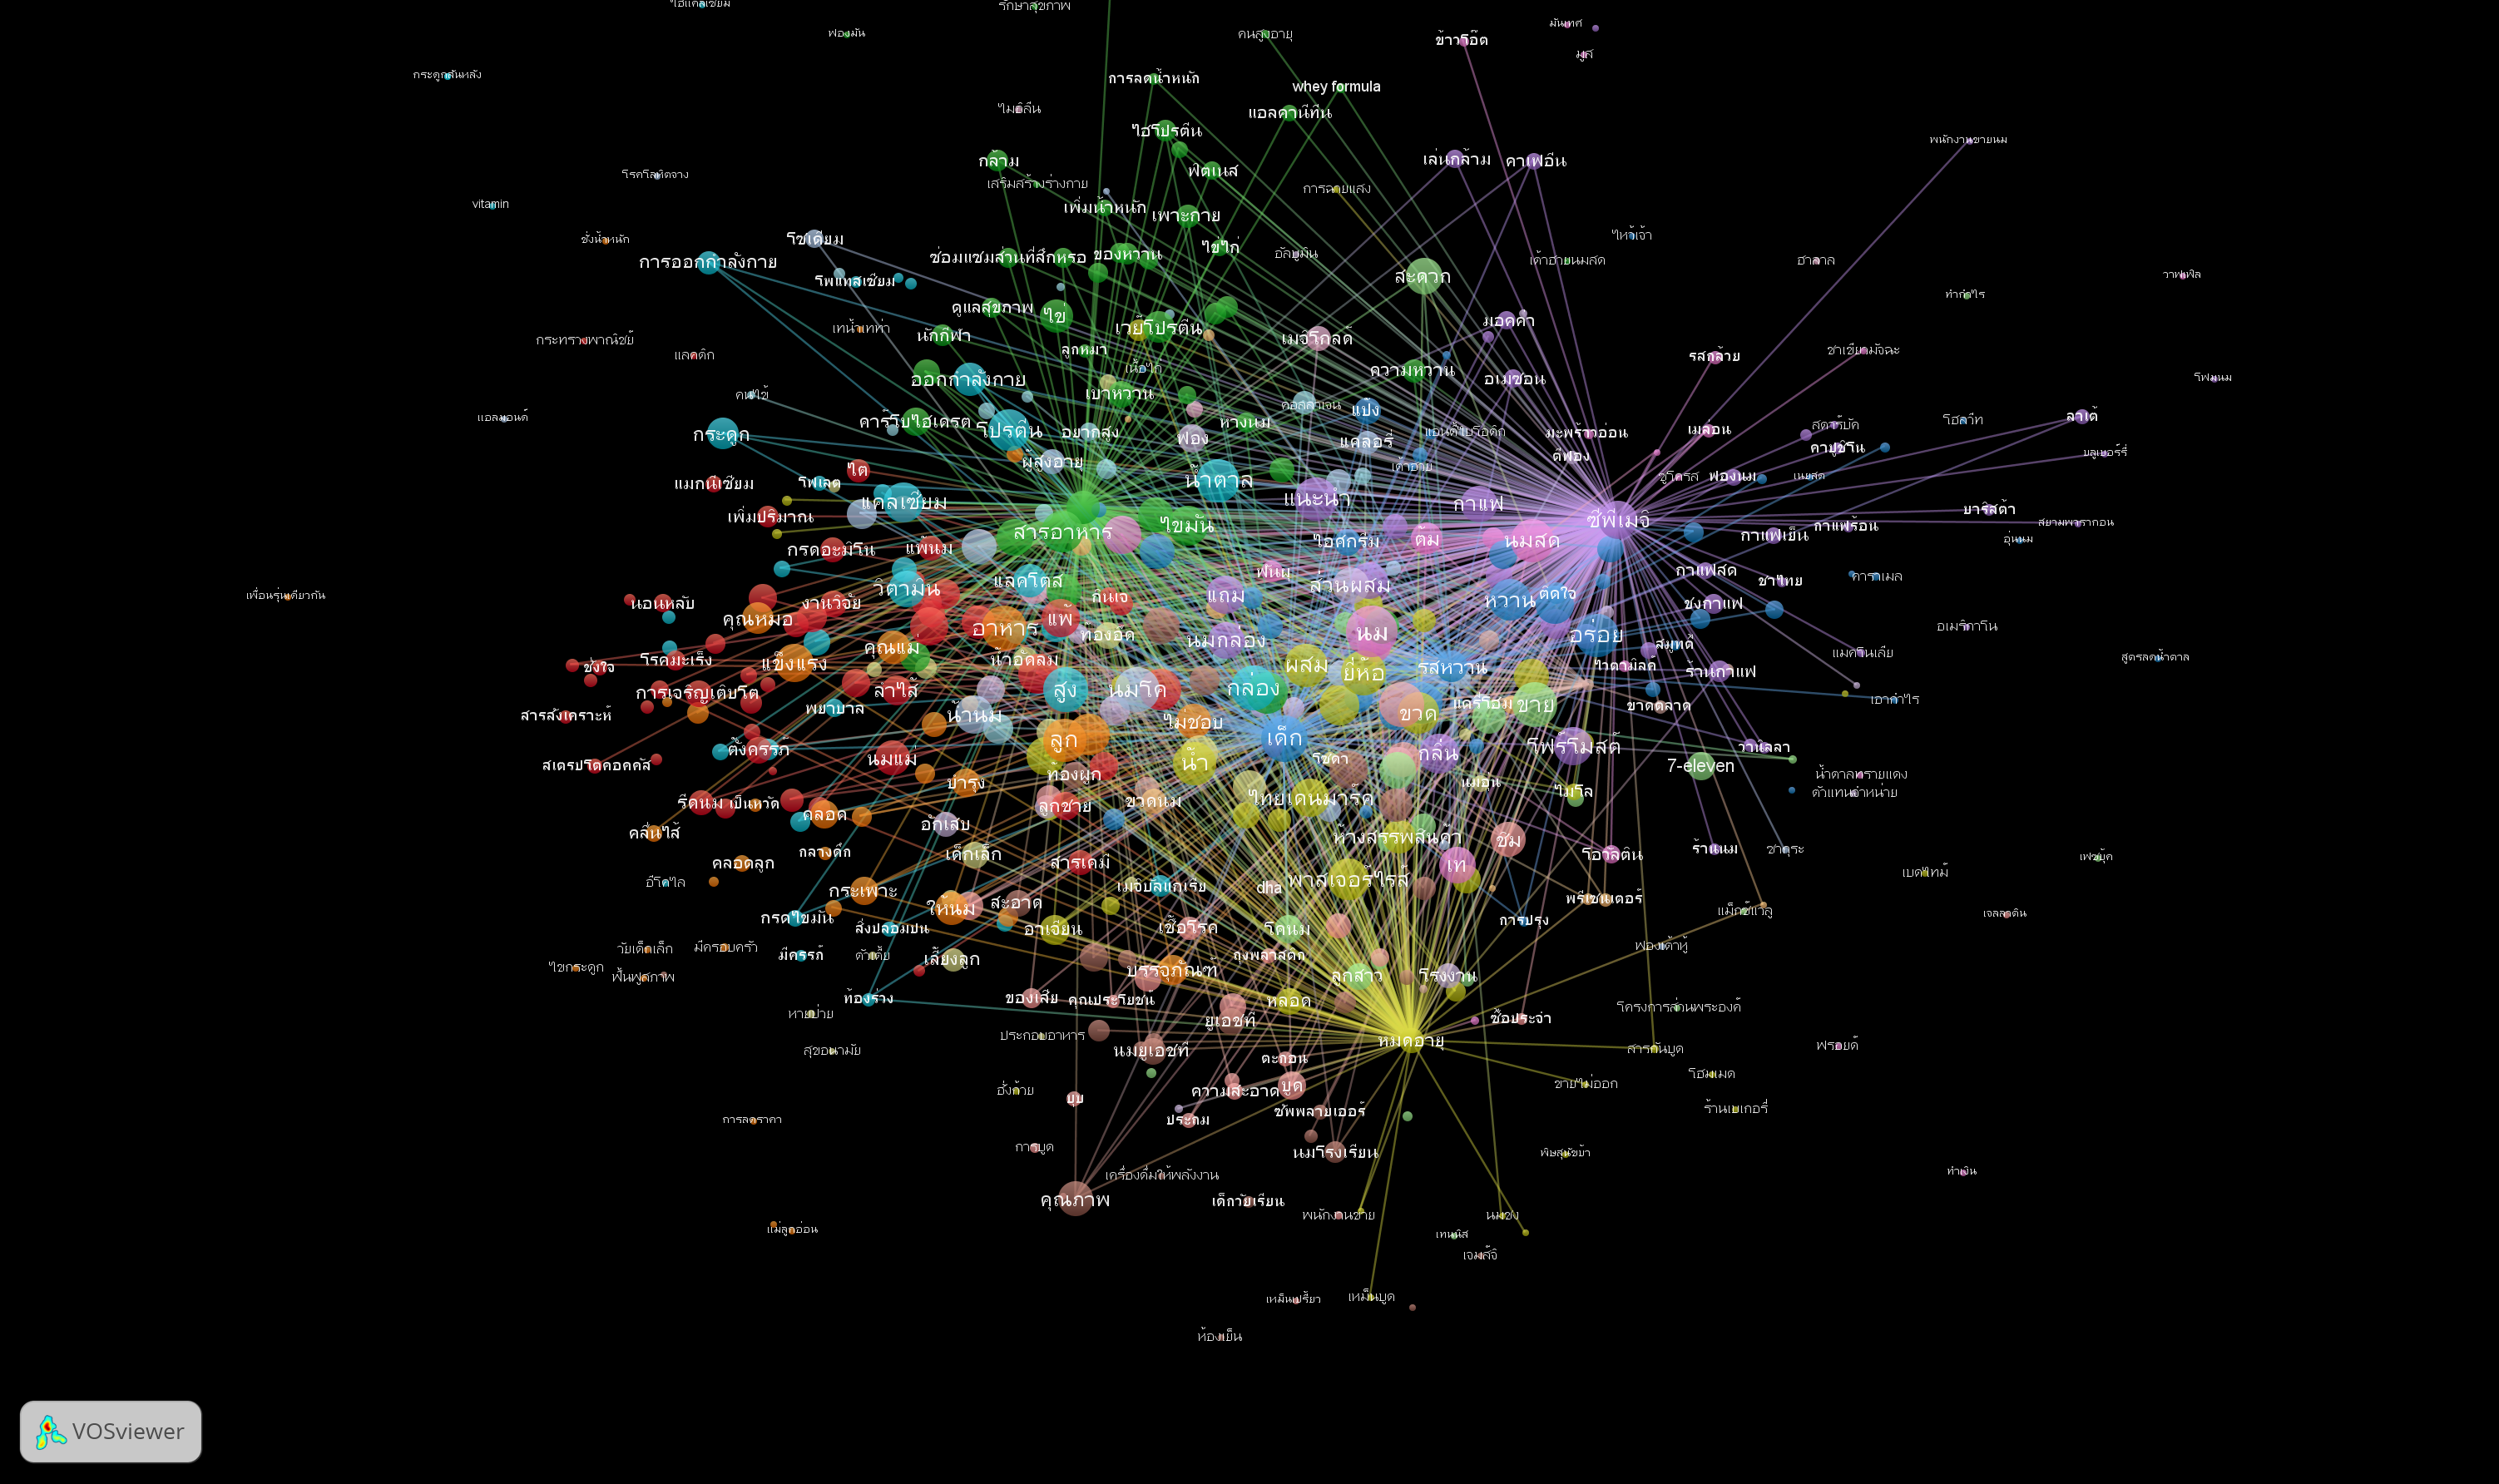 ไฮแคลเซียม
รักษาสุขภาพ
มันเทศ
ฟองมัน
คนสูงอายุ
ข้าวโอ๊ต
มูส
กระดูกสันหลัง
การลดน้ำหนัก
whey formula
ไมอีลีน
แอลคานีทีน
ไฮโปรตีน
พนักงานขายนม
กล้าม
เล่นกล้าม
คาเฟอีน
โรคโลหิตจาง
ฟิตเนส
เสริมสร้างร่างกาย
การฉายแสง
vitamin
เพิ่มน้ำหนัก
เพาะกาย
ชั่งน้ำหนัก
โซเดียม
ไหว้เจ้า
ไข่ไก่
ซ่อมแซมส่วนที่สึกหรอ
ของหวาน
อัลบูมิน
การออกกำลังกาย
เต้าฮวยนมสด
ฮาลาล
สะดวก
วาฟเฟิล
โพแทสเซียม
ทำกำไร
ดูแลสุขภาพ
ไข่
มอคค่า
เทน้ำเทท่า
นักกีฬา
เวย์โปรตีน
เมจิโกลด์
กระทรวงพาณิชย์
ลูกหมา
แลคติก
รสกล้วย
ชาเขียวมัจฉะ
เนื้อไก่
ความหวาน
ออกกำลังกาย
อเมซอน
โฟมนม
คนไข้
เบาหวาน
คอลลาเจน
แป้ง
แอลมอนด์
คาร์โบไฮเดรต
โปรตีน
อยากสูง
หางนม
ลาเต้
โฮลวีท
สตาร์บัค
กระดูก
ฟอง
แคลอรี่
แอนตี้ไบโอติก
มะพร้าวอ่อน
เมล่อน
คาปูชิโน
บลูเบอร์รี่
ผู้สูงอายุ
ตีฟอง
ไต
เต้าฮวย
แมกนีเซียม
โฟเลต
น้ำตาล
ชูโครส
ฟองนม
เนยสด
แคลเซียม
แนะนำ
กาแฟ
บาริสต้า
เพิ่มปริมาณ
สารอาหาร
ไขมัน
ซีพีเมจิ
กาแฟร้อน
สยามพารากอน
กาแฟเย็น
อุ่นนม
กรดอะมิโน
แพ้นม
ไอศกรีม
ต้ม
นมสด
กาแฟสด
ชาไทย
คาราเมล
แลคโตส
วิตามิน
ส่วนผสม
เพื่อนรุ่นเดียวกัน
นอนหลับ
งานวิจัย
กินเจ
แถม
หวาน
ติดใจ
ชงกาแฟ
คุณหมอ
อาหาร
แพ้
ท้องอืด
นมกล่อง
นม
อร่อย
อเมริกาโน
คุณแม่
สมูทตี้
แมคโนเลีย
สูตรลดน้ำตาล
ชั่งใจ
โรคมะเร็ง
แข็งแรง
น้ำอัดลม
ผสม
ยี่ห้อ
รสหวาน
ไวตามิลค์
ร้านกาแฟ
การเจริญเติบโต
ลำไส้
สูง
นมโค
กล่อง
เอากำไร
พยาบาล
น้ำนม
ไม่ชอบ
ขวด
แคร์โฮม
ขาย
ขาดตลาด
สารสังเคราะห์
ตั้งครรภ์
ลูก
เด็ก
กลิ่น
โฟร์โมสต์
วานิลลา
สเตรปโตคอคคัส
นมแม่
น้ำ
โซดา
7-eleven
บำรุง
ท้องผูก
เนยอุ่น
น้ำตาลทรายแดง
ไมโล
ตัวแทนจำหน่าย
รีดนม
เป็นหวัด
ลูกชาย
ขวดนม
ไทยเดนมาร์ค
คลอด
อักเสบ
คลื่นไส้
ห้างสรรพสินค้า
ชิม
ร้านนม
กลางดึก
เด็กเล็ก
โอวัลติน
เฟซบุ๊ค
คลอดลูก
สารเคมี
เท
เบดไทม์
กระเพาะ
เมจิบัลแกเรีย
dha
พาสเจอร์ไรส์
ให้นม
สะอาด
พรีเซนเตอร์
แม็กซ์แวลู
เจลลาติน
กรดไขมัน
สิ่งปลอมปน
อาเจียน
เชื้อโรค
โคนม
การปรุง
วัยเด็กเล็ก
มีครอบครัว
มีครรภ์
เลี้ยงลูก
ถุงพลาสติก
ฟองเต้าหู้
ไขกระดูก
ฟื้นฟูสภาพ
บรรจุภัณฑ์
ลูกสาว
โรงงาน
ท้องร่วง
ของเสีย
คุณประโยชน์
หลอด
โครงการส่วนพระองค์
ยูเอชที
ซื้อประจำ
ประกอบอาหาร
หมดอายุ
สุขอนามัย
นมยูเอชที
ตะกอน
สารกันบูด
ฟรอยด์
โฮมเมด
บูด
ความสะอาด
ขายไม่ออก
บุบ
ซัพพลายเออร์
ร้านเบเกอรี่
การลดราคา
ประถม
การบูด
นมโรงเรียน
พิษสุนัขบ้า
ทำเงิน
เครื่องดื่มให้พลังงาน
คุณภาพ
เด็กวัยเรียน
พนักงานขาย
นมชง
แม่ลูกอ่อน
เทนนิส
เจมส์จิ
เหม็นเปรี้ยว
เหม็นบูด
ห้องเย็น
VOSviewer